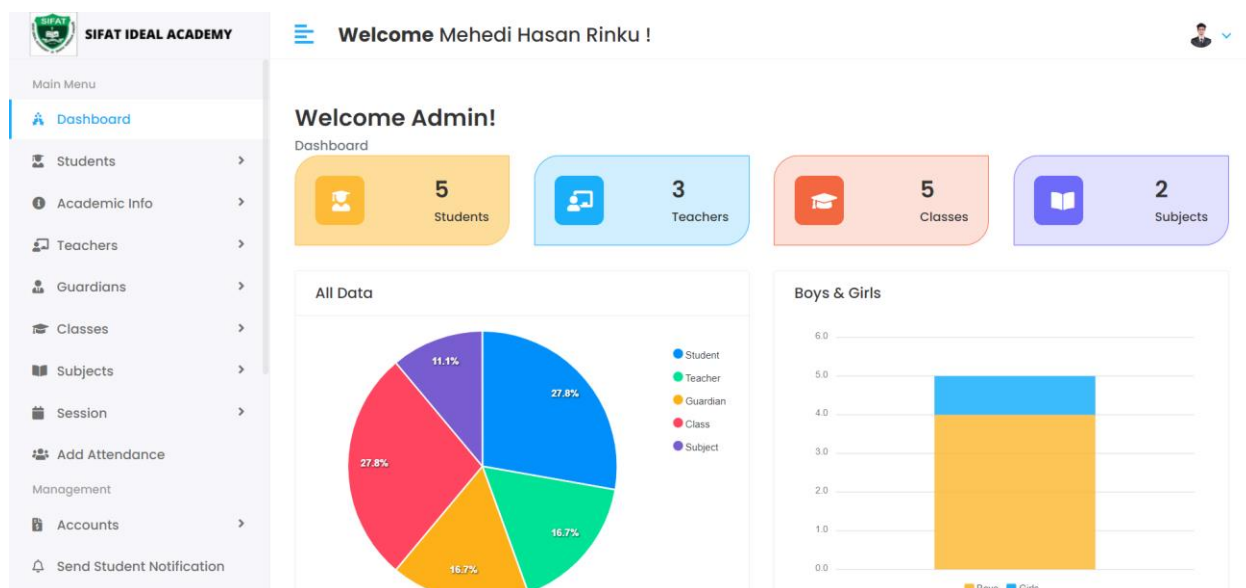 SIFAT
SIFAT IDEAL ACADEMY
Welcome Mehedi Hasan Rinku !
Main Menu
Dashboard
Students
Academic Info
Teachers
Guardians
Classes
Subjects
Session
Add Attendance
Management
Accounts
Send Student Notification
Welcome Admin!
Dashboard
5
Students
3
Teachers
5
Classes
2
Subjects
All Data
11.1%
27.8%
27.8%
16.7%
16.7%
Student
Teacher
Guardian
Class
Subject
Boys & Girls
6.0
5.0
4.0
3.0
2.0
1.0
0.0
Boys Girls